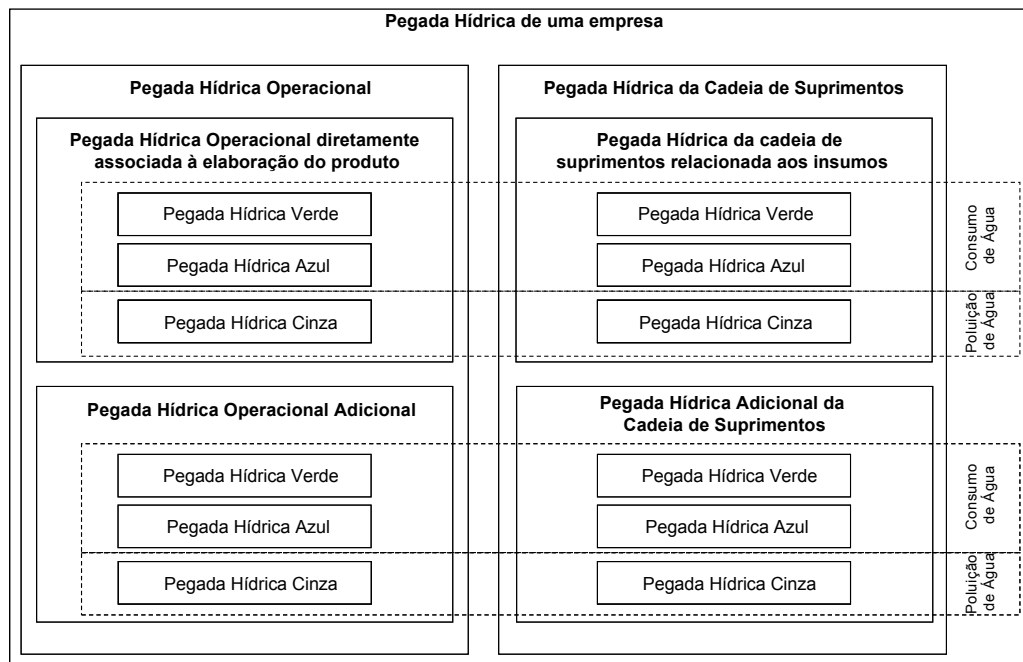 Pegada Hídrica de uma empresa
Pegada Hídrica Operacional
Pegada Hídrica Operacional diretamente
associada à elaboração do produto
Pegada Hídrica Verde
Pegada Hídrica Azul
Pegada Hídrica Cinza
Pegada Hídrica Operacional Adicional
Pegada Hídrica Verde
Pegada Hídrica Azul
Pegada Hídrica Cinza
Pegada Hídrica da Cadeia de Suprimentos
Pegada Hídrica da cadeia de
suprimentos relacionada aos insumos
Pegada Hídrica Verde
Pegada Hídrica Azul
Pegada Hídrica Cinza
Pegada Hídrica Adicional da
Cadeia de Suprimentos
Pegada Hídrica Verde
Pegada Hídrica Azul
Pegada Hídrica Cinza
Consumo
de Água
Poluição
de Água
Consumo
de Água
Poluição
de Água